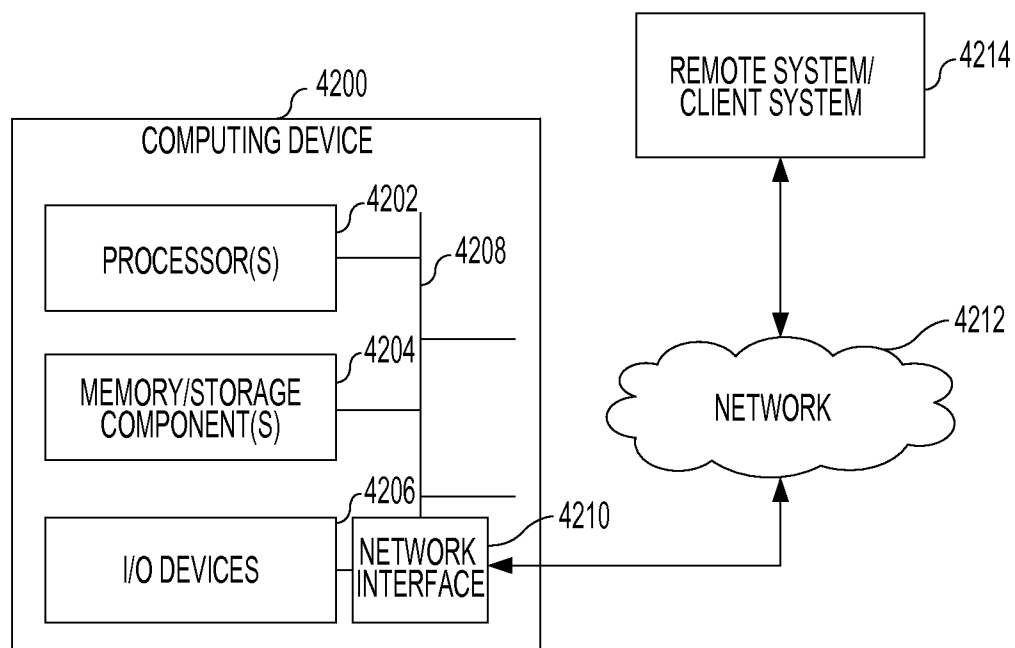 4200
COMPUTING DEVICE
4202
PROCESSOR(S)
4208
4204
MEMORY/STORAGE
COMPONENT(S)
4206
I/O DEVICES
4210
NETWORK
INTERFACE
REMOTE SYSTEM/
CLIENT SYSTEM
4214
4212
NETWORK